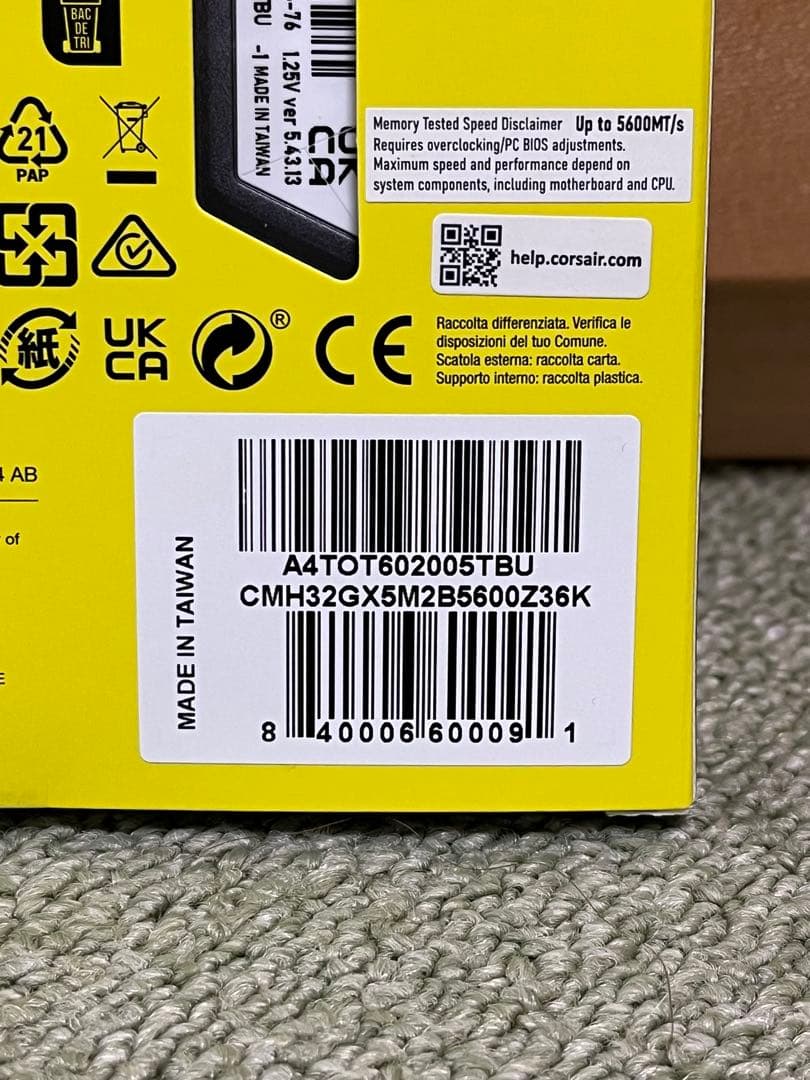 BAC
DE
TRI
-76 1.25V ver 5.43.13
TBU -1 MADE IN TAIWAN
UK
CA
Memory Tested Speed Disclaimer Up to 5600MT/s
Requires overclocking/PC BIOS adjustments.
Maximum speed and performance depend on
system components, including motherboard and CPU.
21
PAP
help.corsair.com
紙
UK
CA
®
CE
Raccolta differenziata. Verifica le
disposizioni del tuo Comune.
Scatola esterna: raccolta carta.
Supporto interno: raccolta plastica.
AB
of
MADE IN TAIWAN
A4TOT602005TBU
CMH32GX5M2B5600Z36K
8 40006 60009 1